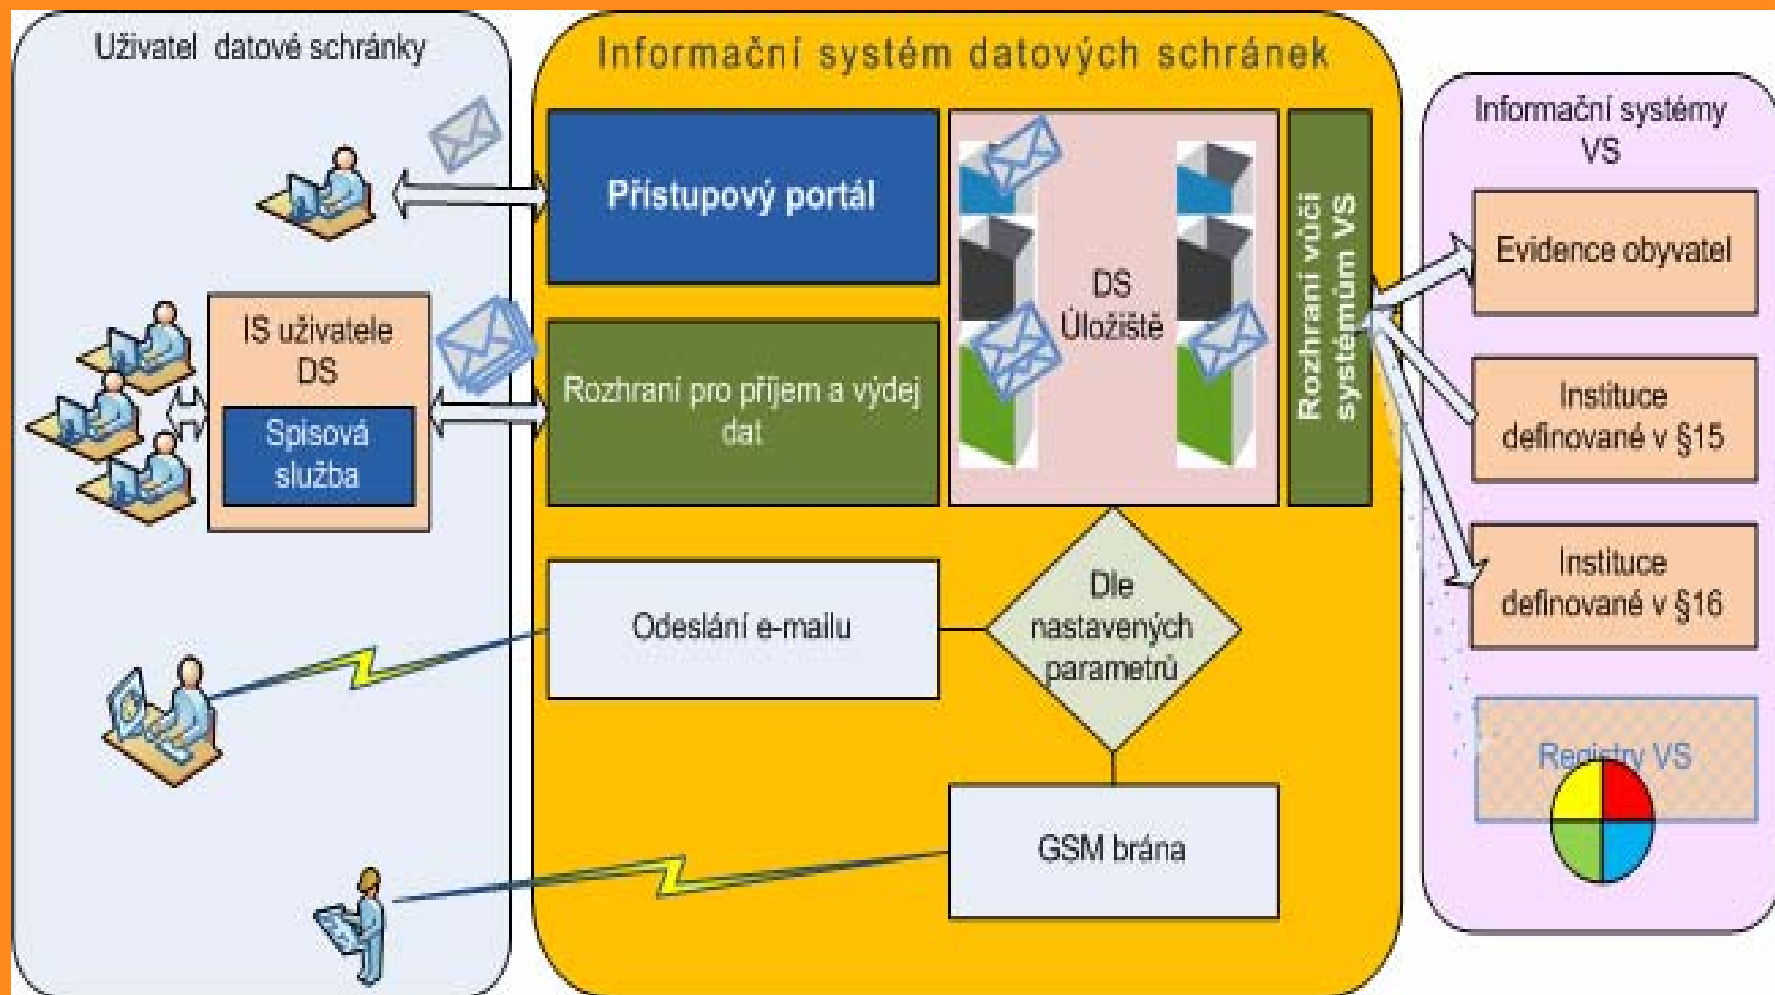 Uživatel datové schránky
Informační systém datových schránek
Informační systémy
VS
Přístupový portál
DS
Úložiště
Rozhraní vůči
systémům VS
Evidence obyvatel
IS uživatele
DS
Spisová
služba
Rozhraní pro příjem a výdej
dat
Instituce
definované v §15
Odeslání e-mailu
Dle
nastavených
parametrů
Instituce
definované v §16
Registry VS
GSM brána